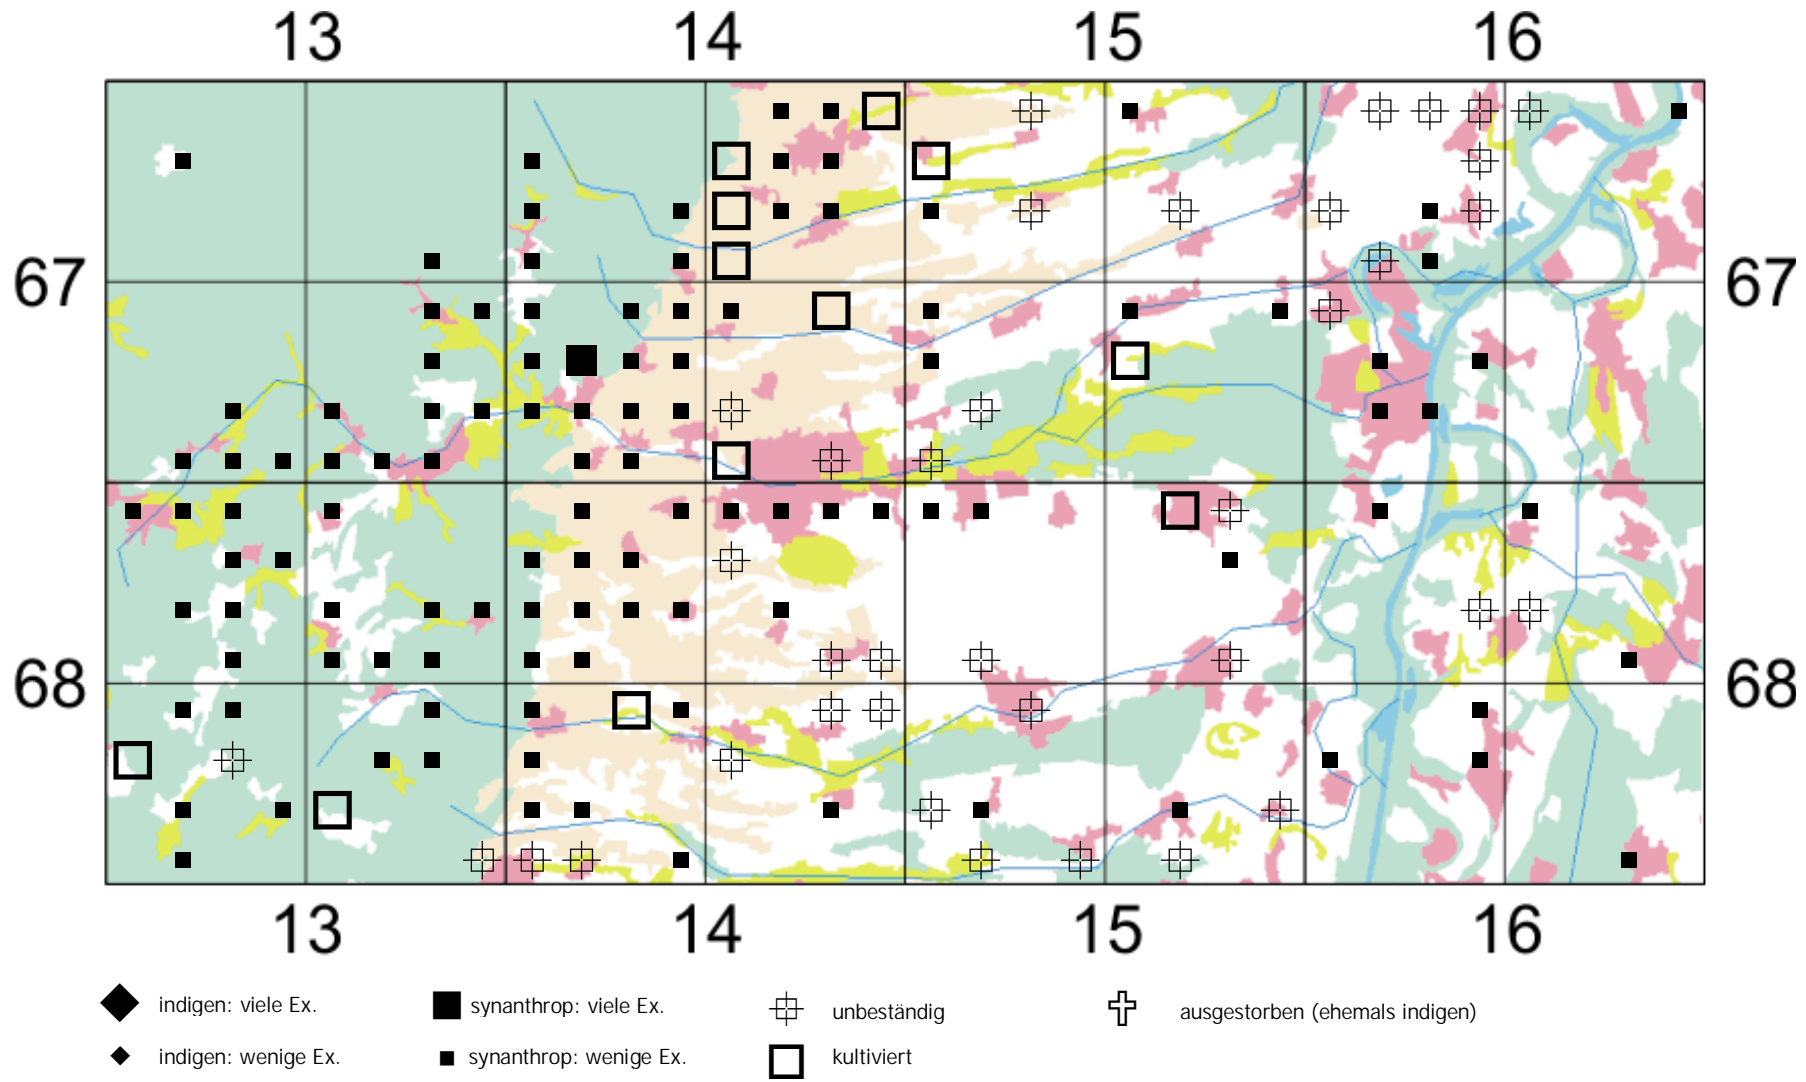 13 14 15 16
67 67
68 68
13 14 15 16
indigen: viele Ex. synanthrop: viele Ex. unbeständig ausgestorben (ehemals indigen)
indigen: wenige Ex. synanthrop: wenige Ex. kultiviert